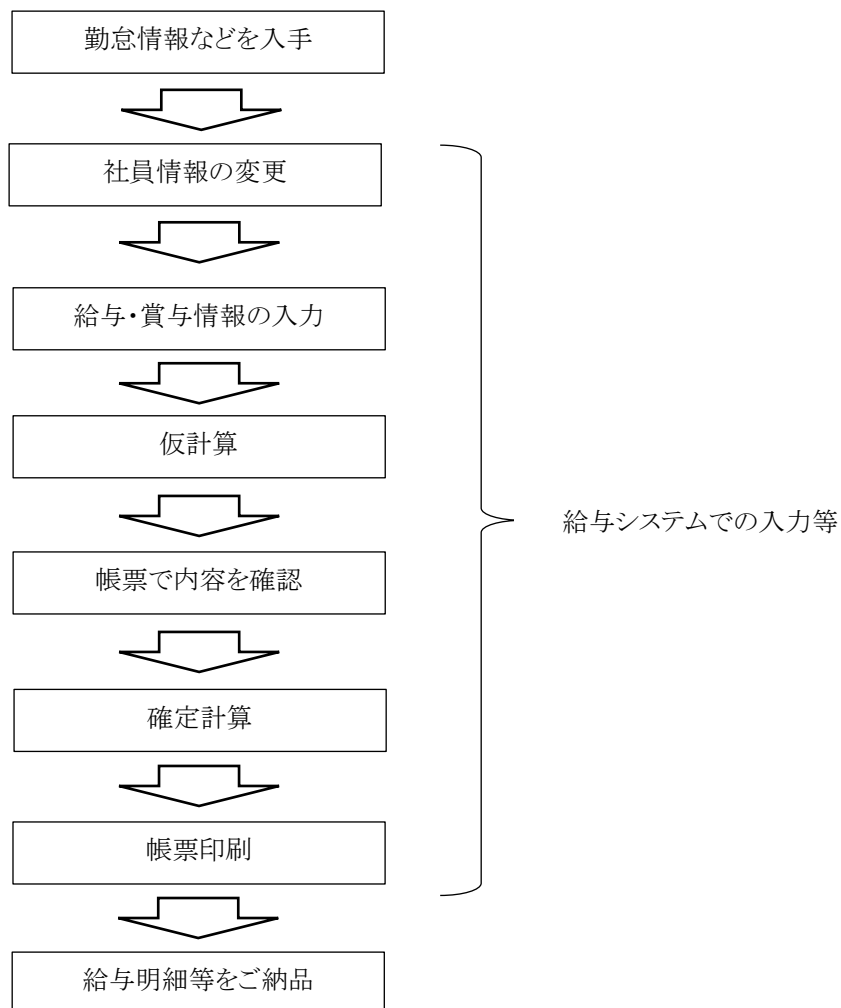 勤怠情報などを入手
社員情報の変更
給与・賞与情報の入力
仮計算
給与システムでの入力等
帳票で内容を確認
確定計算
帳票印刷
給与明細等をご納品